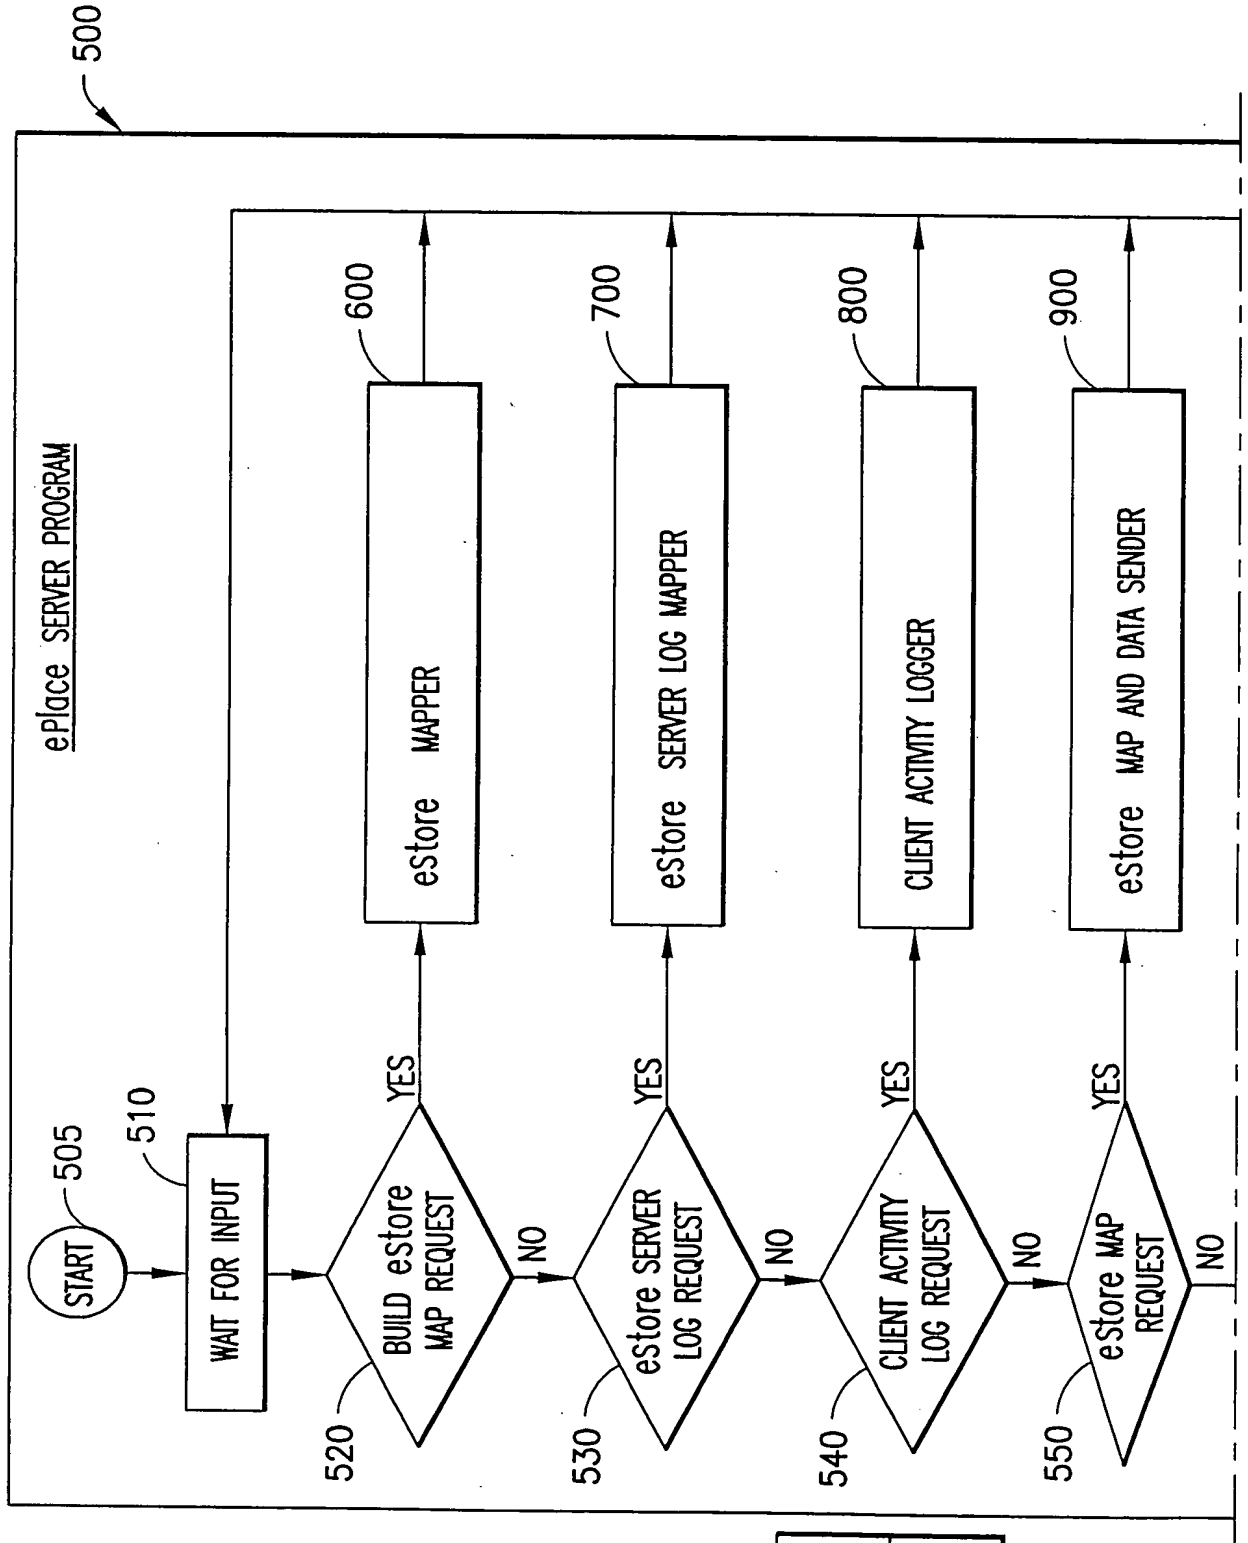 500
ePlace SERVER PROGRAM
START
505
WAIT FOR INPUT
510
BUILD eStore
MAP REQUEST
520
YES
NO
eStore MAPPER
600
eStore SERVER
LOG REQUEST
530
YES
NO
eStore SERVER LOG MAPPER
700
CLIENT ACTIVITY
LOG REQUEST
540
YES
NO
CLIENT ACTIVITY LOGGER
800
eStore MAP
REQUEST
550
YES
NO
eStore MAP AND DATA SENDER
900